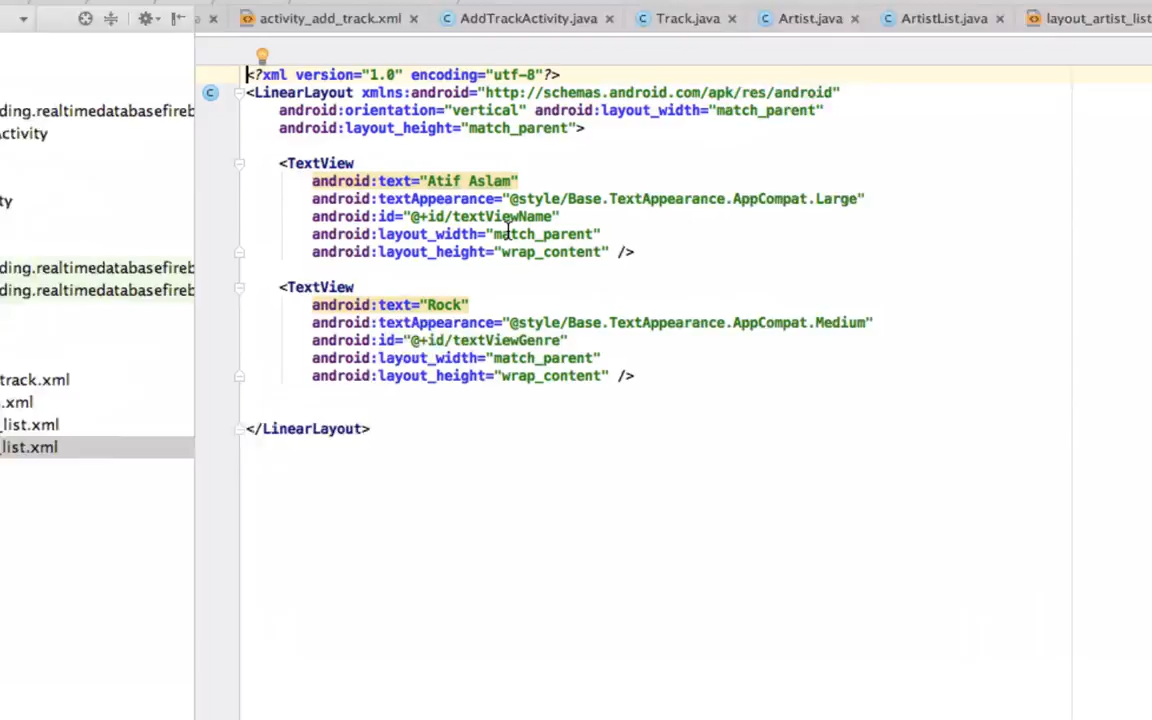 activity_add_track.xml AddTrackActivity.java Track.java Artist.java ArtistList.java layout_artist_list
<?xml version="1.0" encoding="utf-8"?>
<LinearLayout xmlns:android="http://schemas.android.com/apk/res/android"
ding.realtimedatabasefireb
android:orientation="vertical" android:layout_width="match_parent"
ctivity
android:layout_height="match_parent">
<TextView
android:text="Atif Aslam"
ty
android:textAppearance="@style/Base.TextAppearance.AppCompat.Large"
android:id="@+id/textViewName"
android:layout_width="match_parent"
android:layout_height="wrap_content" />
ding.realtimedatabasefireb
ding.realtimedatabasefireb
<TextView
android:text="Rock"
android:textAppearance="@style/Base.TextAppearance.AppCompat.Medium"
android:id="@+id/textViewGenre"
android:layout_width="match_parent"
android:layout_height="wrap_content" />
track.xml
.xml
_list.xml
</LinearLayout>
_list.xml